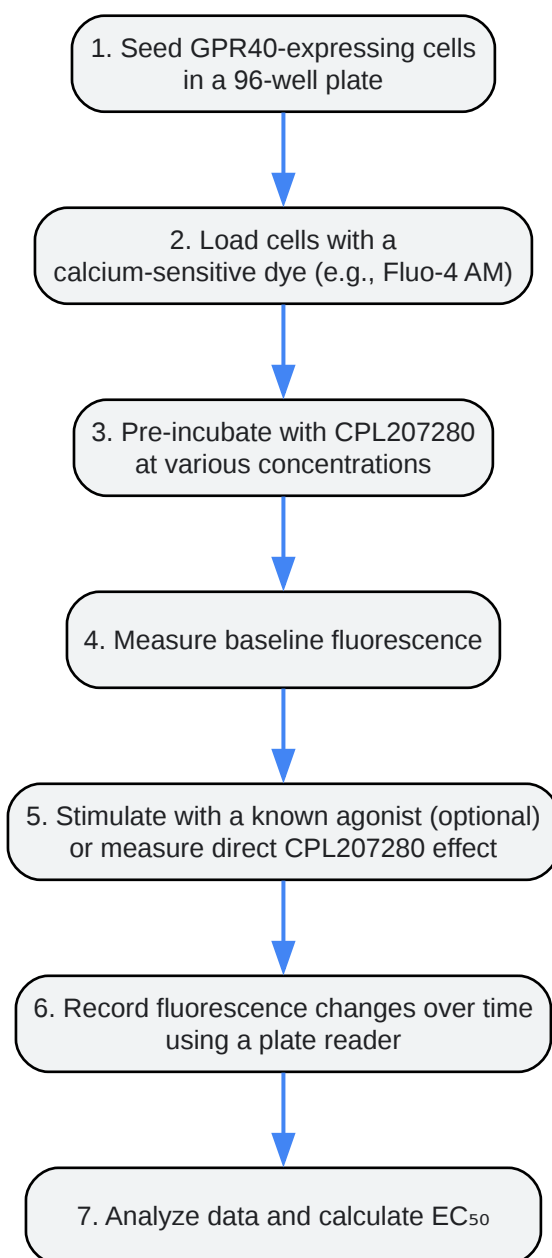 1. Seed GPR40-expressing cells
in a 96-well plate
2. Load cells with a
calcium-sensitive dye (e.g., Fluo-4 AM)
3. Pre-incubate with CPL207280
at various concentrations
4. Measure baseline fluorescence
5. Stimulate with a known agonist (optional)
or measure direct CPL207280 effect
6. Record fluorescence changes over time
using a plate reader
7. Analyze data and calculate EC₅₀